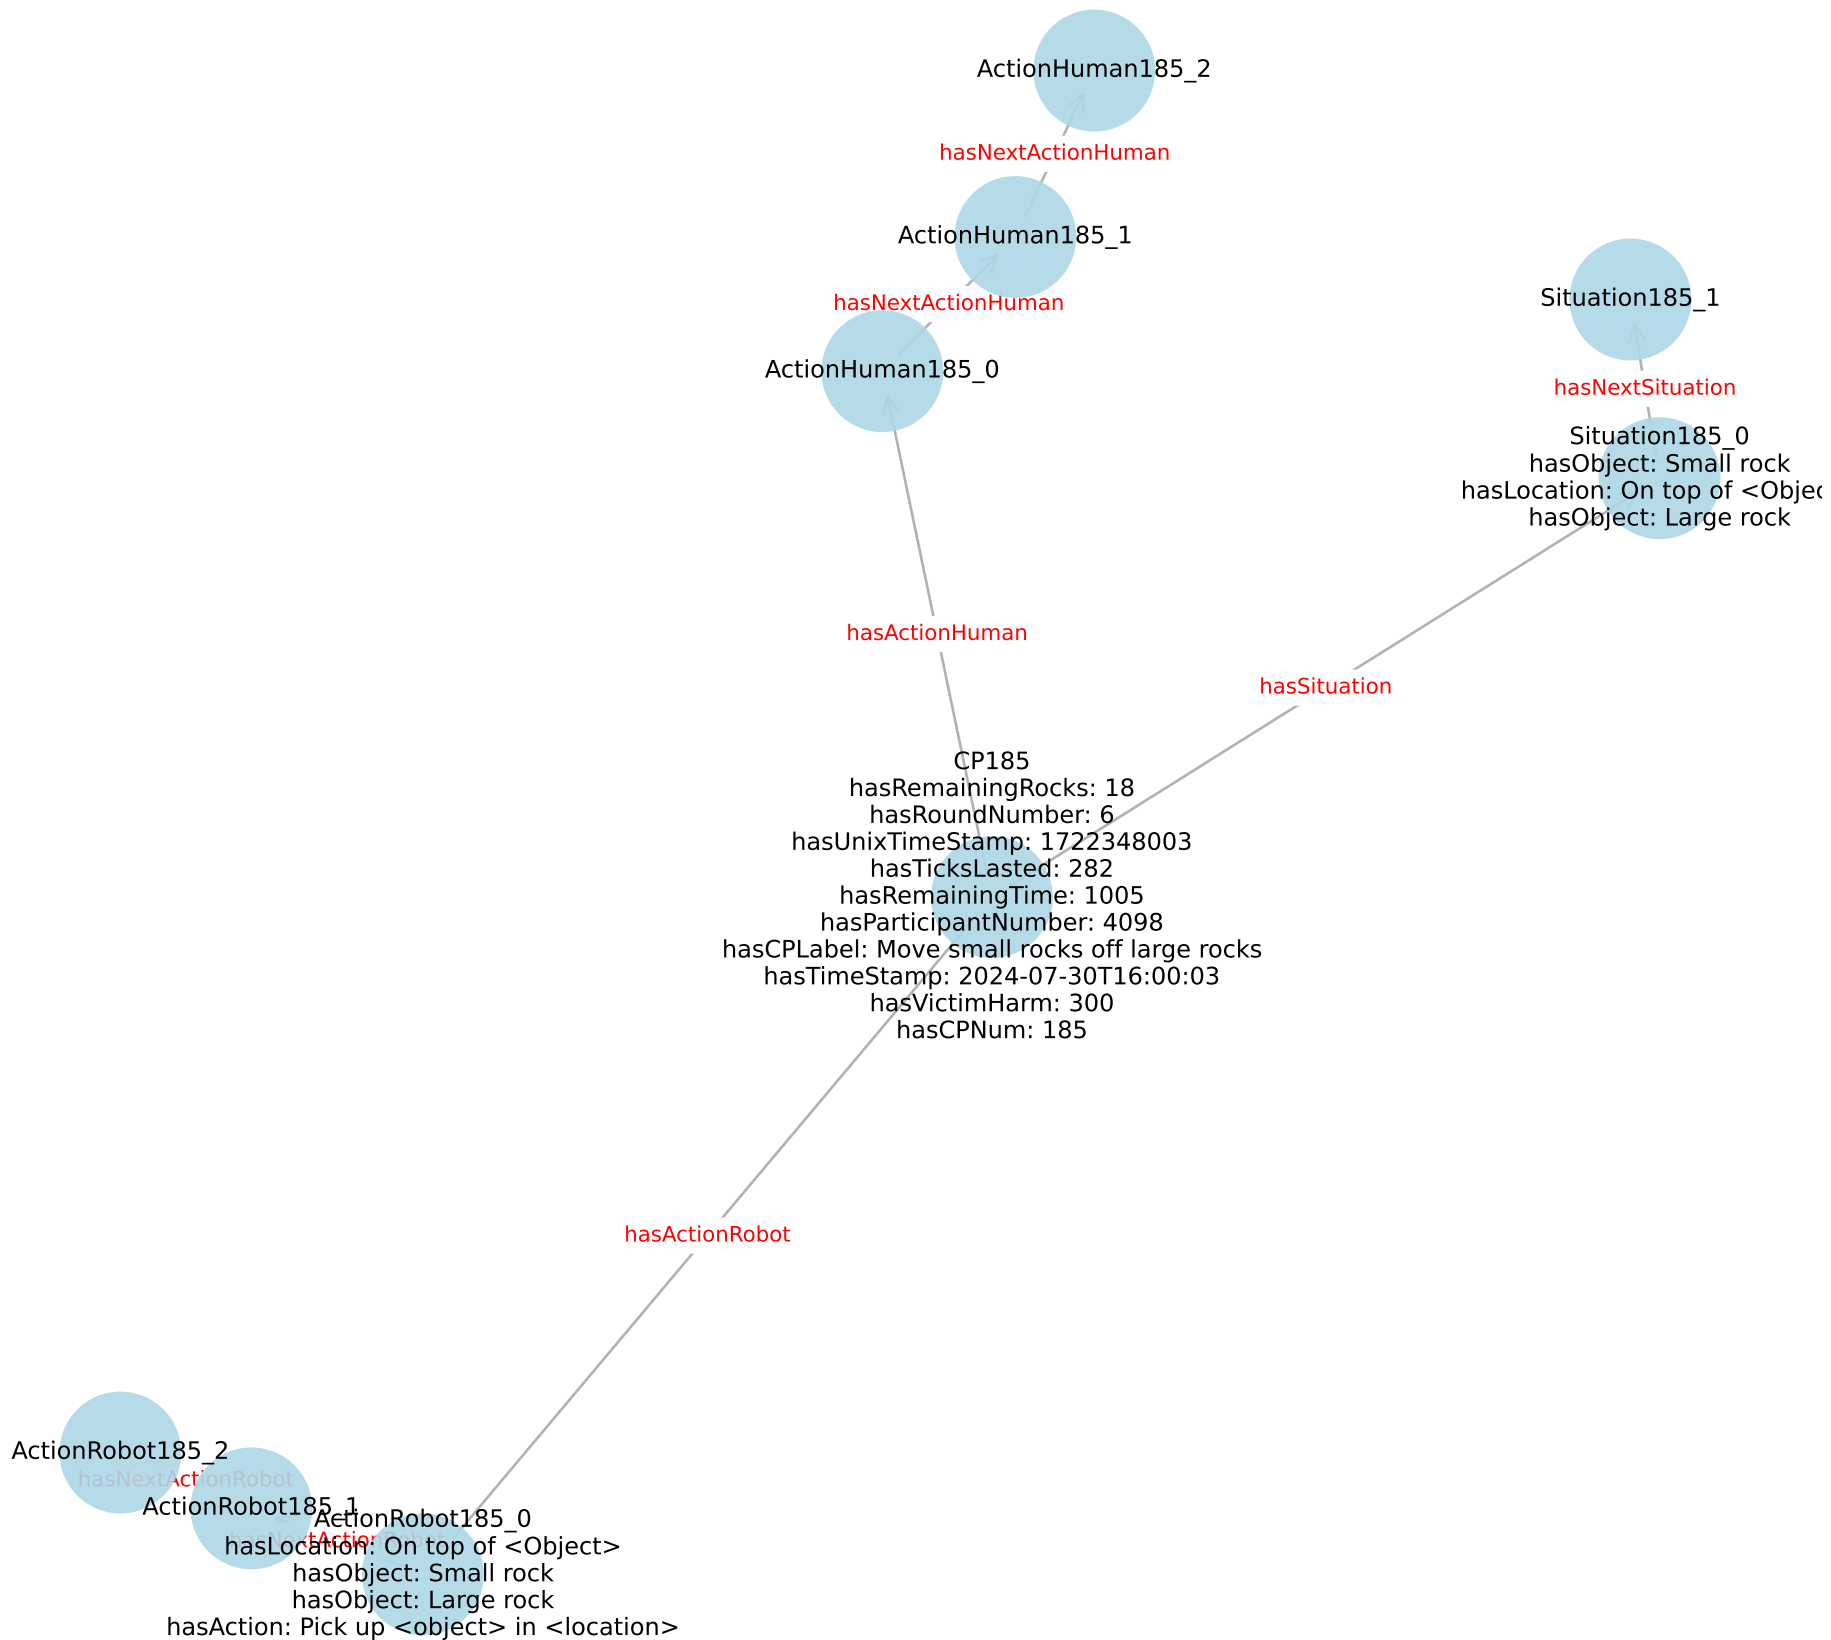 ActionHuman185_2
hasNextActionHuman
ActionHuman185_1
hasNextActionHuman
ActionHuman185_0
Situation185_1
hasNextSituation
Situation185_0
hasObject: Small rock
hasLocation: On top of <Objec
hasObject: Large rock
hasActionHuman
hasSituation
CP185
hasRemainingRocks: 18
hasRoundNumber: 6
hasUnixTimeStamp: 1722348003
hasTicksLasted: 282
hasRemainingTime: 1005
hasParticipantNumber: 4098
hasCPLabel: Move small rocks off large rocks
hasTimeStamp: 2024-07-30T16:00:03
hasVictimHarm: 300
hasCPNum: 185
hasActionRobot
ActionRobot185_2
hasNextActionRobot
ActionRobot185_1
hasNextActionRobot
ActionRobot185_0
hasLocation: On top of <Object>
hasObject: Small rock
hasObject: Large rock
hasAction: Pick up <object> in <location>